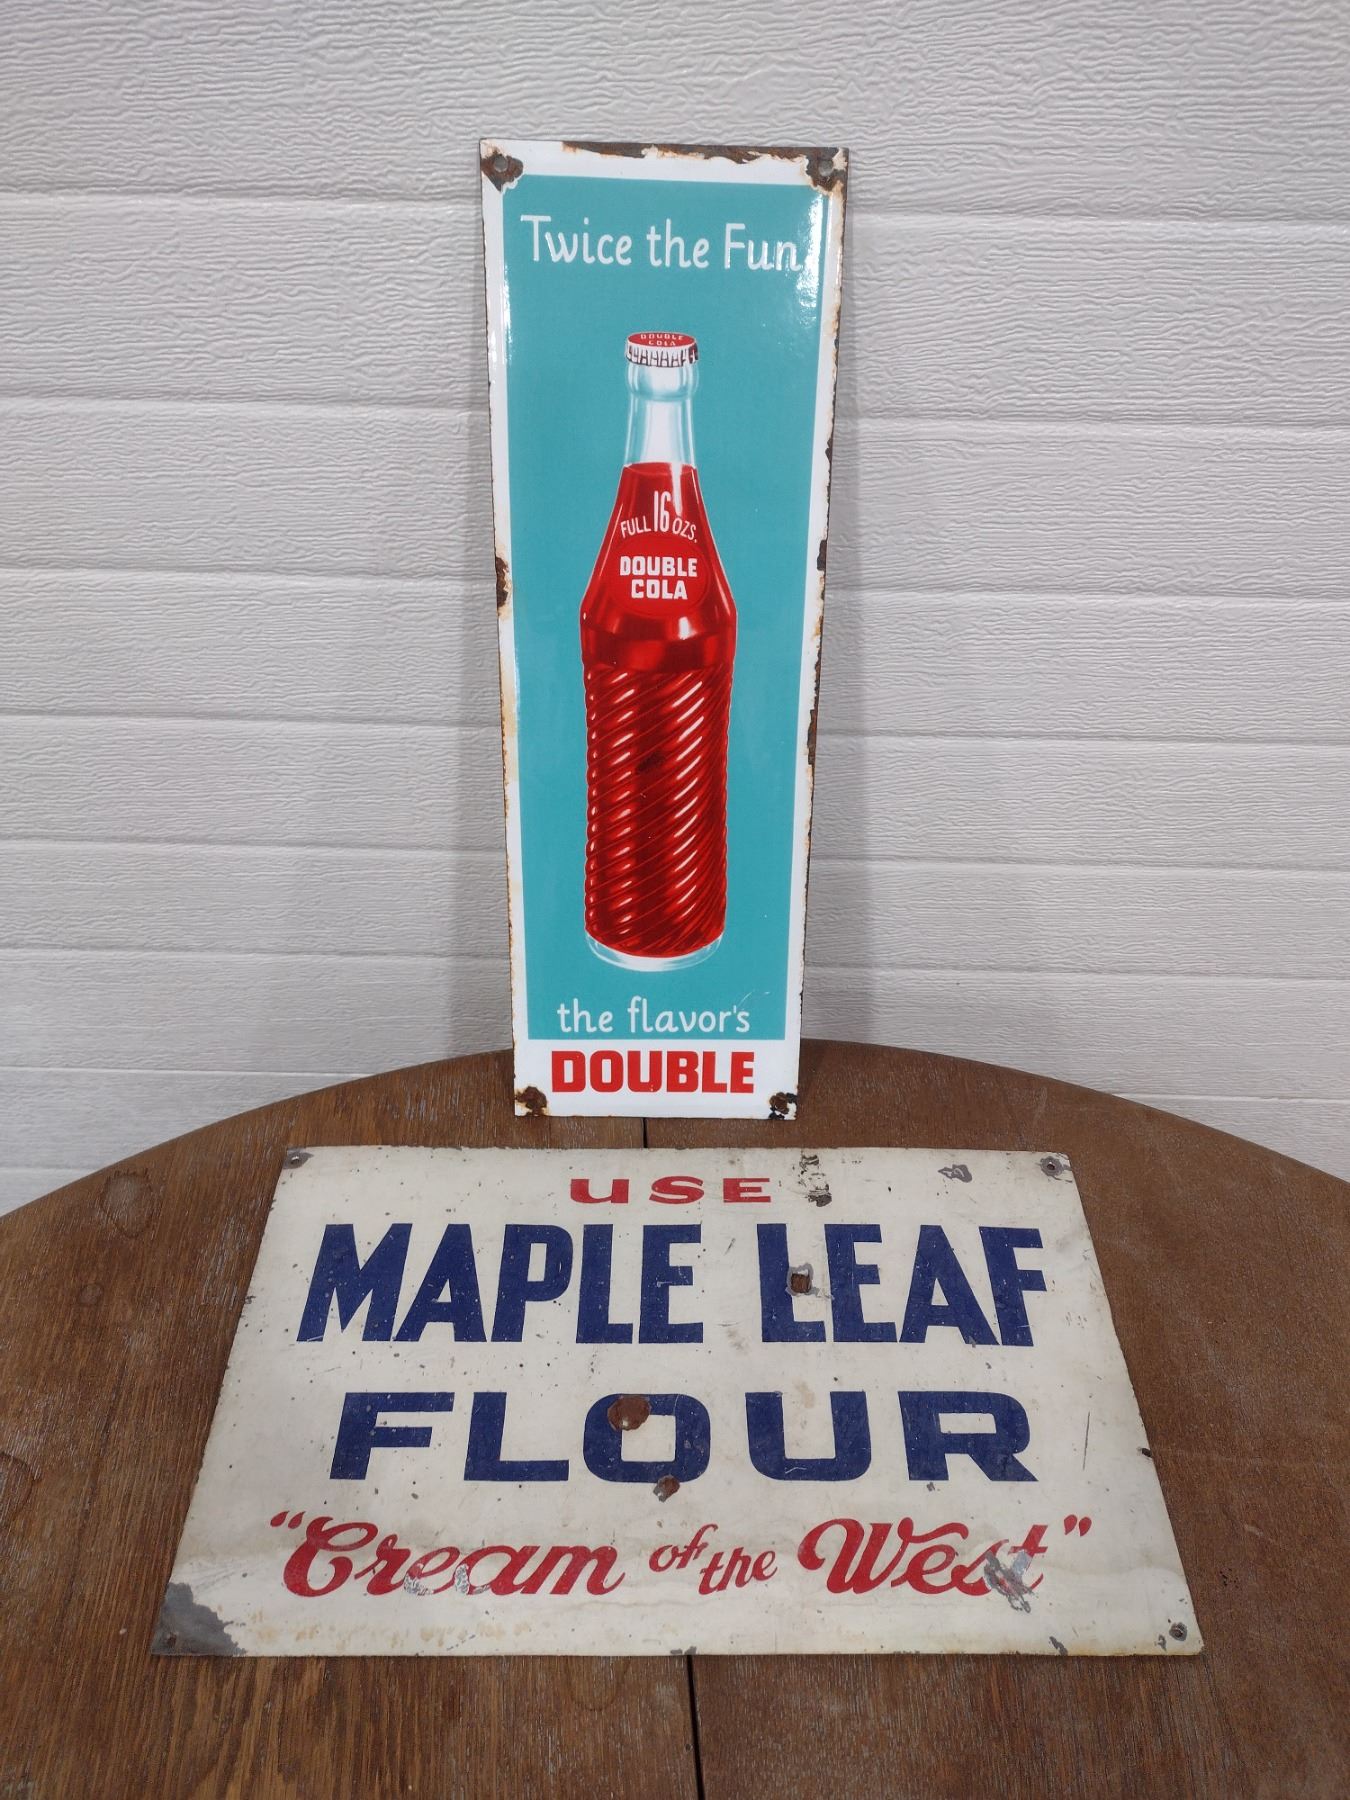 Twice the Fun
DOUBLE
COLA
FULL 16 OZS.
DOUBLE
COLA
the flavor's
DOUBLE
USE
MAPLE LEAF
FLOUR
"Cream of the West"